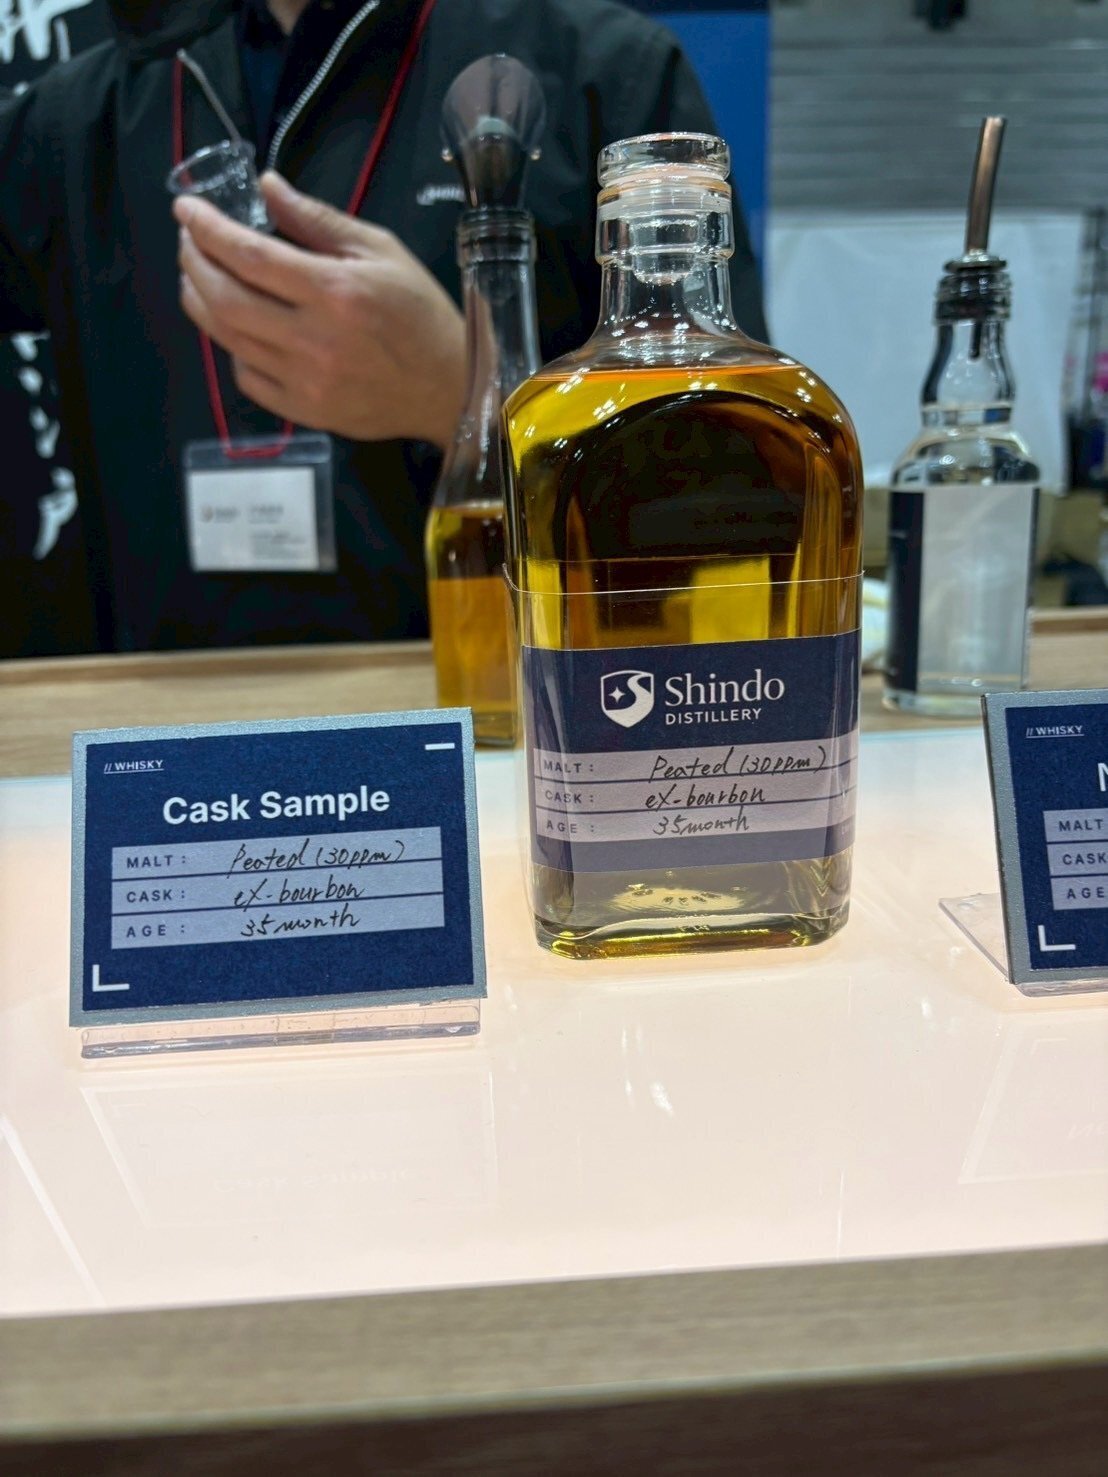 // WHISKY
Cask Sample
MALT : Peated (30ppm)
CASK : eX-bourbon
AGE : 35month
Shindo
DISTILLERY
MALT : Peated (30ppm)
CASK : eX-bourbon
AGE : 35month
// WHISKY
MALT
CASK
AGE